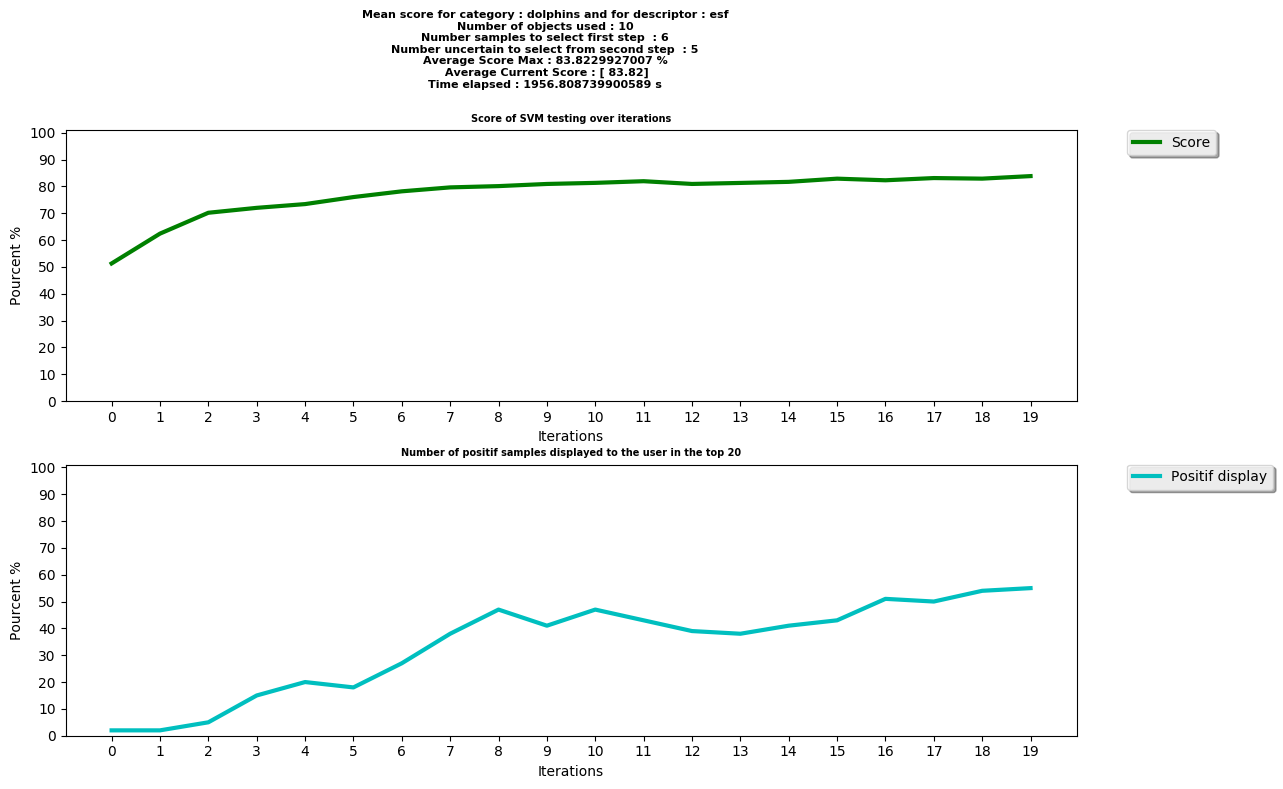 Mean score for category : dolphins and for descriptor : esf
Number of objects used : 10
Number samples to select first step  : 6
Number uncertain to select from second step  : 5
Average Score Max : 83.8229927007 %
Average Current Score : [ 83.82]
Time elapsed : 1956.808739900589 s
Score of SVM testing over iterations
Score
100
90
80
70
60
50
40
30
20
10
0
Pourcent %
0 1 2 3 4 5 6 7 8 9 10 11 12 13 14 15 16 17 18 19
Iterations
Number of positif samples displayed to the user in the top 20
Positif display
100
90
80
70
60
50
40
30
20
10
0
Pourcent %
0 1 2 3 4 5 6 7 8 9 10 11 12 13 14 15 16 17 18 19
Iterations